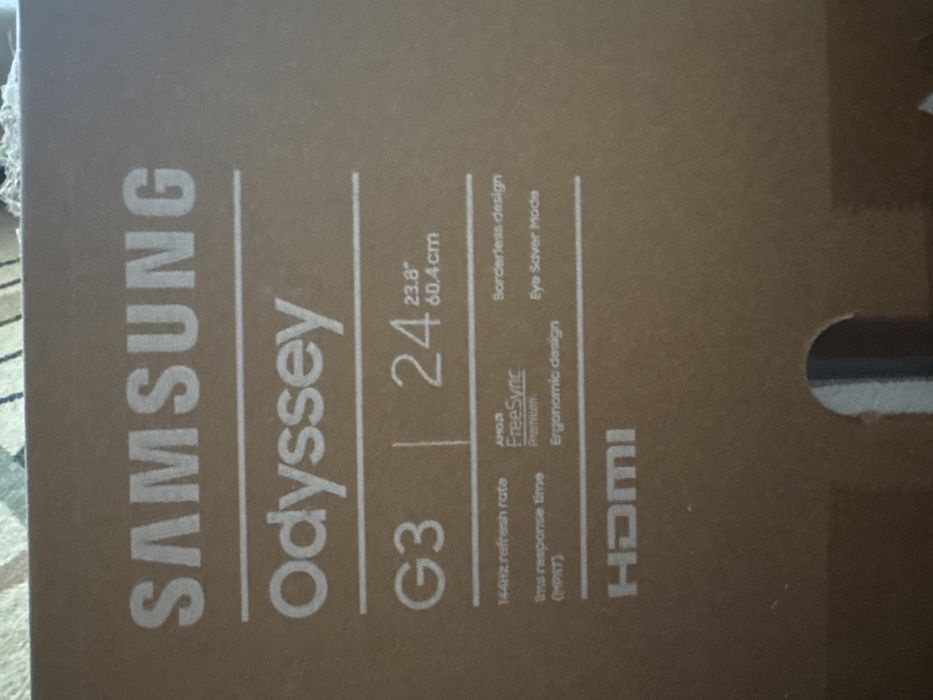 SAMSUNG
Odyssey
G3 | 24 23.8"
60.4cm
144Hz refresh rate
1ms response time
(MPRT)
AMD
FreeSync
Premium
Ergonomic design
Borderless design
Eye Saver Mode
HDMI